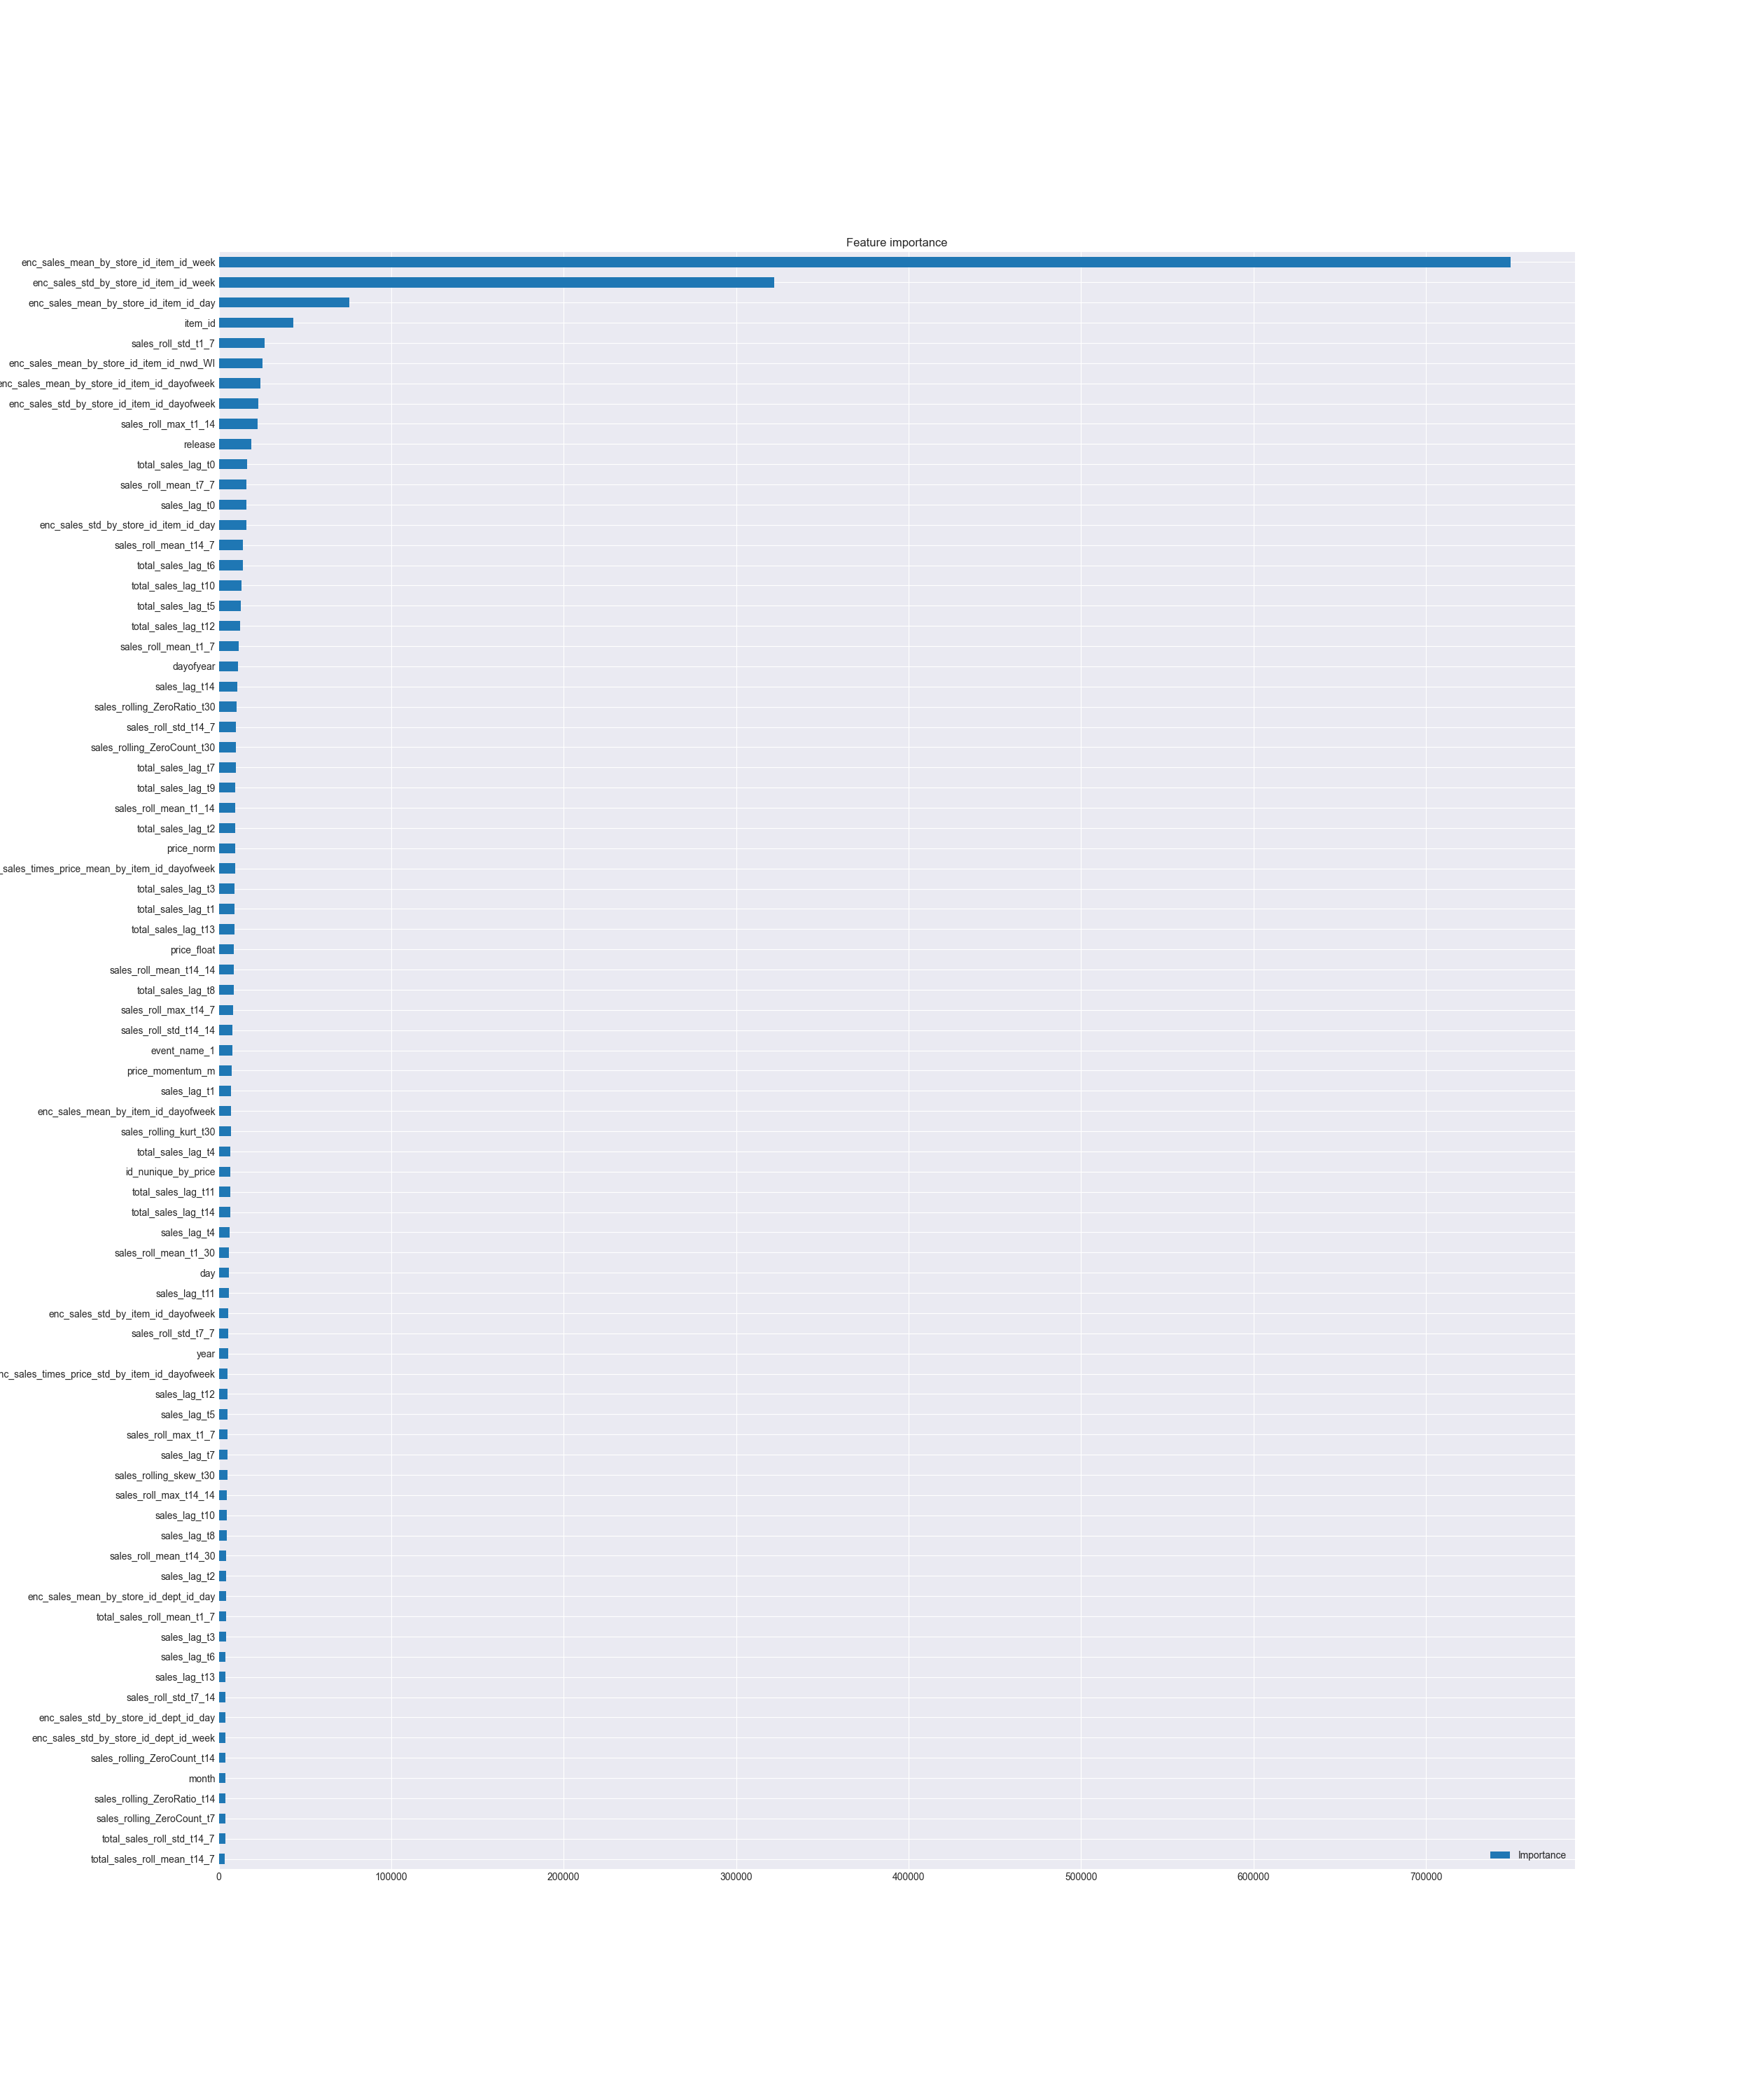 Feature importance
enc_sales_mean_by_store_id_item_id_week
enc_sales_std_by_store_id_item_id_week
enc_sales_mean_by_store_id_item_id_day
item_id
sales_roll_std_t1_7
enc_sales_mean_by_store_id_item_id_nwd_WI
enc_sales_mean_by_store_id_item_id_dayofweek
enc_sales_std_by_store_id_item_id_dayofweek
sales_roll_max_t1_14
release
total_sales_lag_t0
sales_roll_mean_t7_7
sales_lag_t0
enc_sales_std_by_store_id_item_id_day
sales_roll_mean_t14_7
total_sales_lag_t6
total_sales_lag_t10
total_sales_lag_t5
total_sales_lag_t12
sales_roll_mean_t1_7
dayofyear
sales_lag_t14
sales_rolling_ZeroRatio_t30
sales_roll_std_t14_7
sales_rolling_ZeroCount_t30
total_sales_lag_t7
total_sales_lag_t9
sales_roll_mean_t1_14
total_sales_lag_t2
price_norm
_sales_times_price_mean_by_item_id_dayofweek
total_sales_lag_t3
total_sales_lag_t1
total_sales_lag_t13
price_float
sales_roll_mean_t14_14
total_sales_lag_t8
sales_roll_max_t14_7
sales_roll_std_t14_14
event_name_1
price_momentum_m
sales_lag_t1
enc_sales_mean_by_item_id_dayofweek
sales_rolling_kurt_t30
total_sales_lag_t4
id_nunique_by_price
total_sales_lag_t11
total_sales_lag_t14
sales_lag_t4
sales_roll_mean_t1_30
day
sales_lag_t11
enc_sales_std_by_item_id_dayofweek
sales_roll_std_t7_7
year
nc_sales_times_price_std_by_item_id_dayofweek
sales_lag_t12
sales_lag_t5
sales_roll_max_t1_7
sales_lag_t7
sales_rolling_skew_t30
sales_roll_max_t14_14
sales_lag_t10
sales_lag_t8
sales_roll_mean_t14_30
sales_lag_t2
enc_sales_mean_by_store_id_dept_id_day
total_sales_roll_mean_t1_7
sales_lag_t3
sales_lag_t6
sales_lag_t13
sales_roll_std_t7_14
enc_sales_std_by_store_id_dept_id_day
enc_sales_std_by_store_id_dept_id_week
sales_rolling_ZeroCount_t14
month
sales_rolling_ZeroRatio_t14
sales_rolling_ZeroCount_t7
total_sales_roll_std_t14_7
total_sales_roll_mean_t14_7
Importance
0 100000 200000 300000 400000 500000 600000 700000